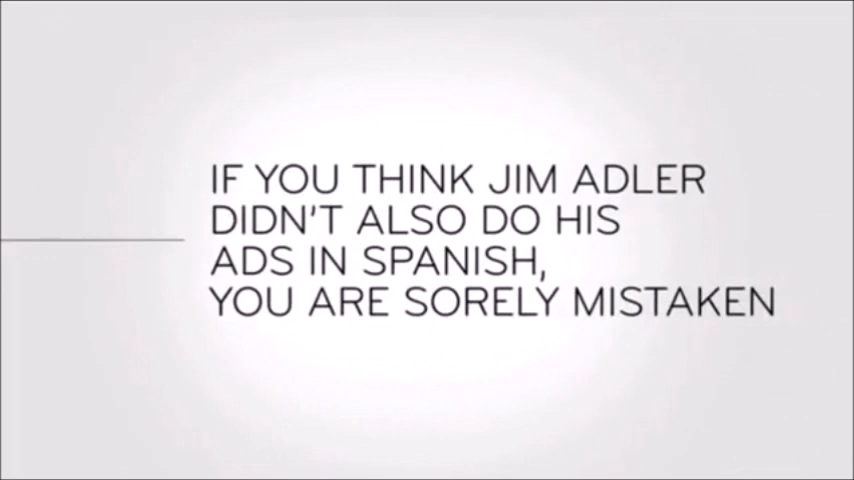 IF YOU THINK JIM ADLER
DIDN'T ALSO DO HIS
ADS IN SPANISH,
YOU ARE SORELY MISTAKEN